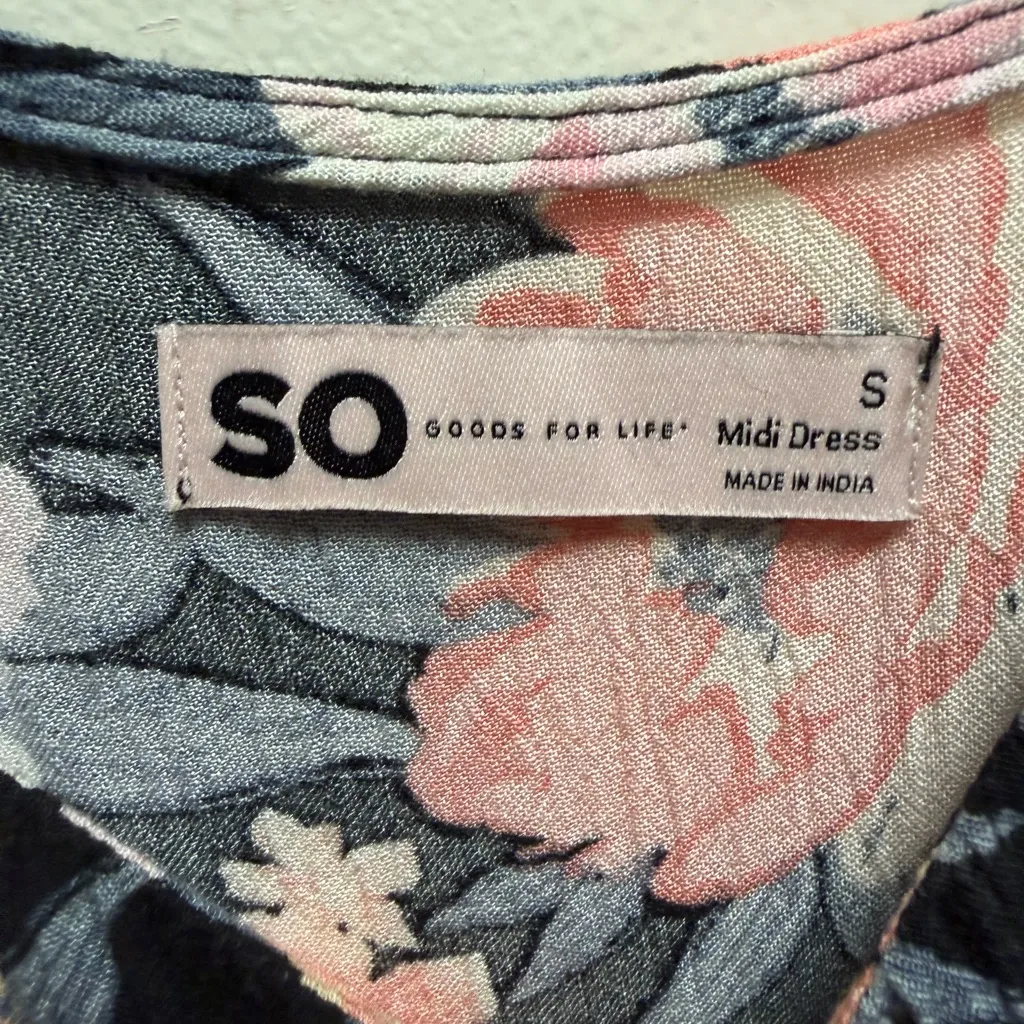 SO GOODS FOR LIFE®
S
Midi Dress
MADE IN INDIA